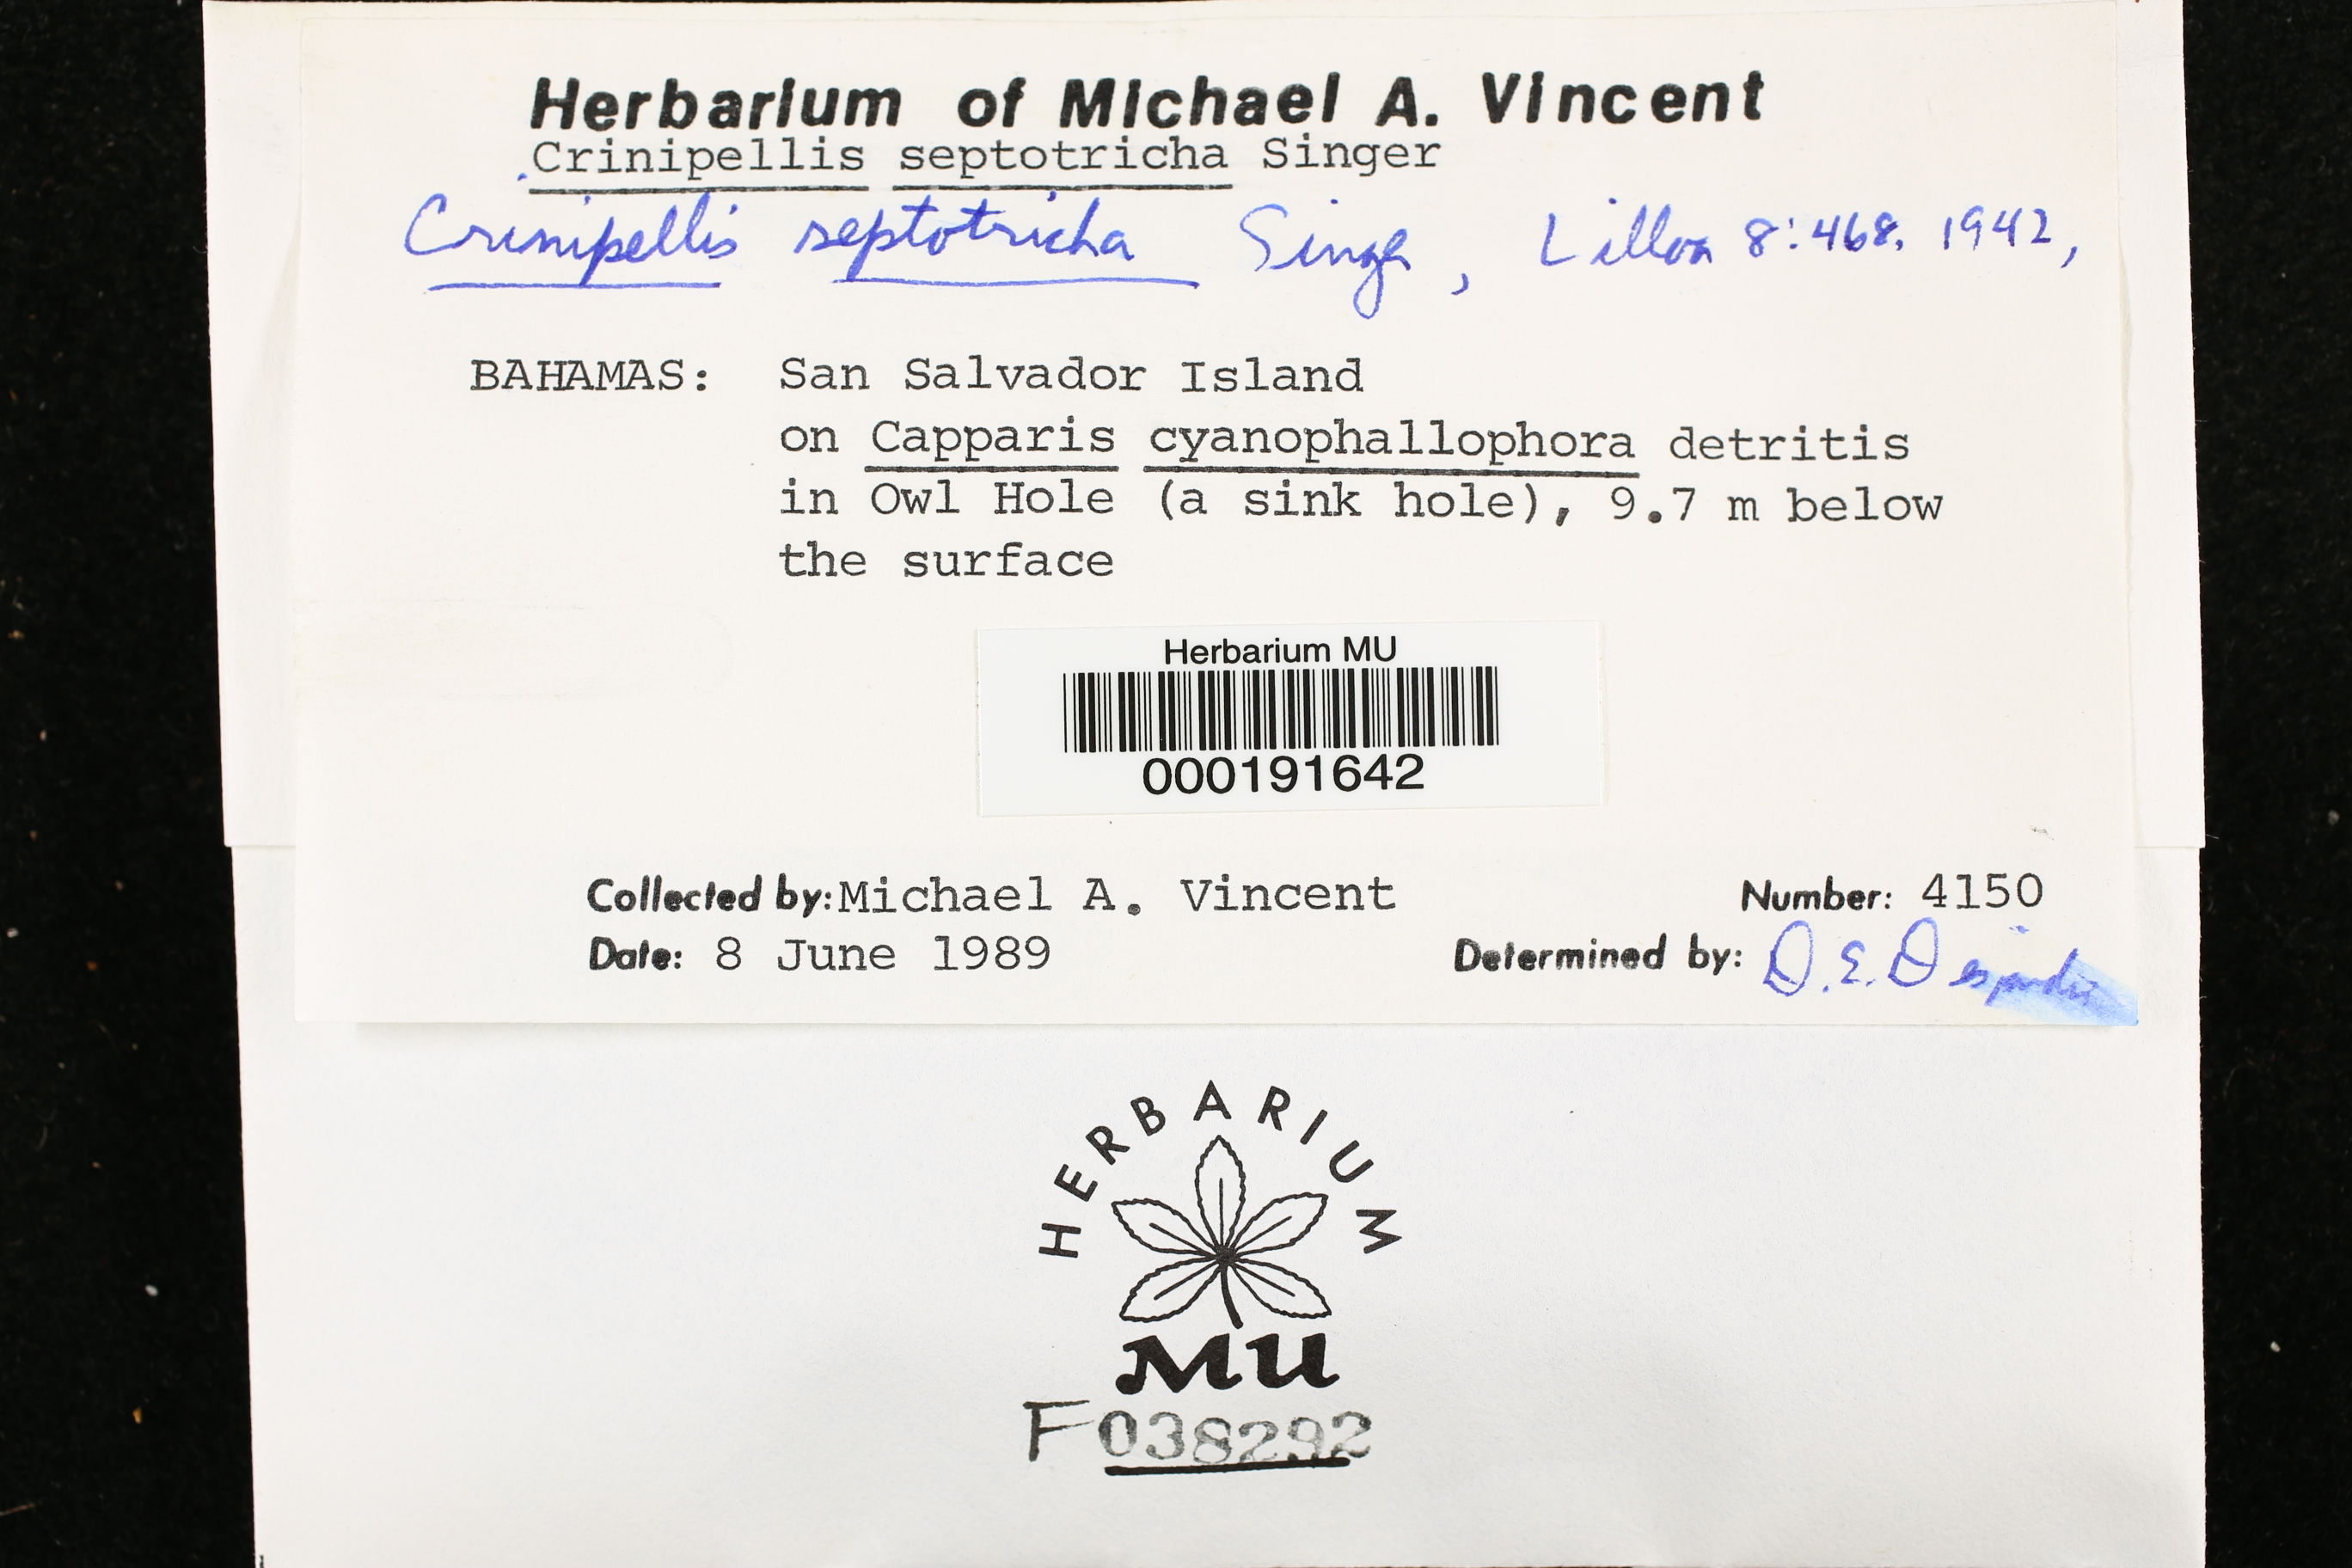 Herbarium of Michael A. Vincent
Crinipellis septotricha Singer
Crinipellis septotricha Singer, Lilloa 8:468. 1942,
BAHAMAS: San Salvador Island
on Capparis cyanophallophora detritis
in Owl Hole (a sink hole), 9.7 m below
the surface
Herbarium MU
000191642
Collected by: Michael A. Vincent Number: 4150
Date: 8 June 1989 Determined by: D. E. Desjardin
HERBARIUM
MU
F038292